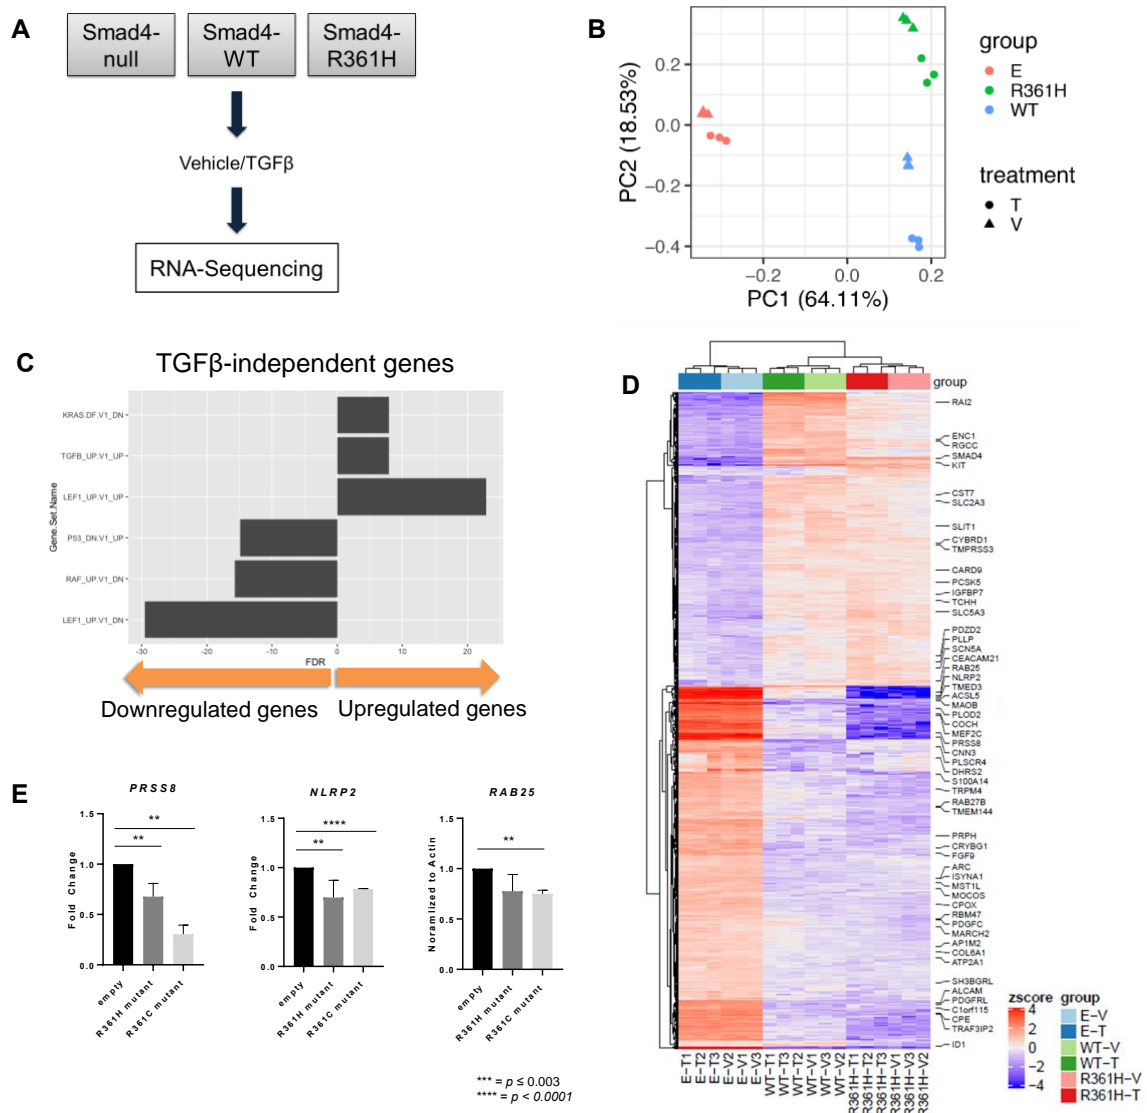 A
Smad4-
null
Smad4-
WT
Smad4-
R361H
Vehicle/TGFβ
RNA-Sequencing
B
PC2 (18.53%)
0.2
0.0
−0.2
−0.4
−0.2
0.0
0.2
PC1 (64.11%)
group
E
R361H
WT
treatment
T
V
C
TGFβ-independent genes
Gene.Set.Name
KRAS.DF.V1_DN
TGFB_UP.V1_UP
LEF1_UP.V1_UP
P53_DN.V1_UP
RAF_UP.V1_DN
LEF1_UP.V1_DN
-30
-20
-10
0
10
20
FDR
Downregulated genes
Upregulated genes
D
group
RAI2
ENC1
RGCC
SMAD4
KIT
CST7
SLC2A3
SLIT1
CYBRD1
TMPRSS3
CARD9
PCSK5
IGFBP7
TCHH
SLC5A3
PDZD2
PLLP
SCN5A
CEACAM21
RAB25
NLRP2
TMED3
ACSL5
MAOB
PLOD2
COCH
MEF2C
PRSS8
CNN3
PLSCR4
DHRS2
S100A14
TRPM4
RAB27B
TMEM144
PRPH
CRYBG1
FGF9
ARC
ISYNA1
MST1L
MOCOS
CPOX
RBM47
PDGFC
MARCH2
AP1M2
COL6A1
ATP2A1
SH3BGRL
ALCAM
PDGFRL
C1orf115
CPE
TRAF3IP2
ID1
E−T1
E−T2
E−T3
E−V2
E−V1
E−V3
WT−T1
WT−T3
WT−T2
WT−V1
WT−V3
WT−V2
R361H−T1
R361H−T2
R361H−T3
R361H−V1
R361H−V3
R361H−V2
zscore
4
2
0
−2
−4
group
E−V
E−T
WT−V
WT−T
R361H−V
R361H−T
E
PRSS8
Fold Change
1.5
1.0
0.5
0.0
**
**
empty
R361H mutant
R361C mutant
NLRP2
Fold Change
1.5
1.0
0.5
0.0
****
**
empty
R361H mutant
R361C mutant
RAB25
Noramlized to Actin
1.5
1.0
0.5
0.0
**
empty
R361H mutant
R361C mutant
*** = p ≤ 0.003
**** = p < 0.0001